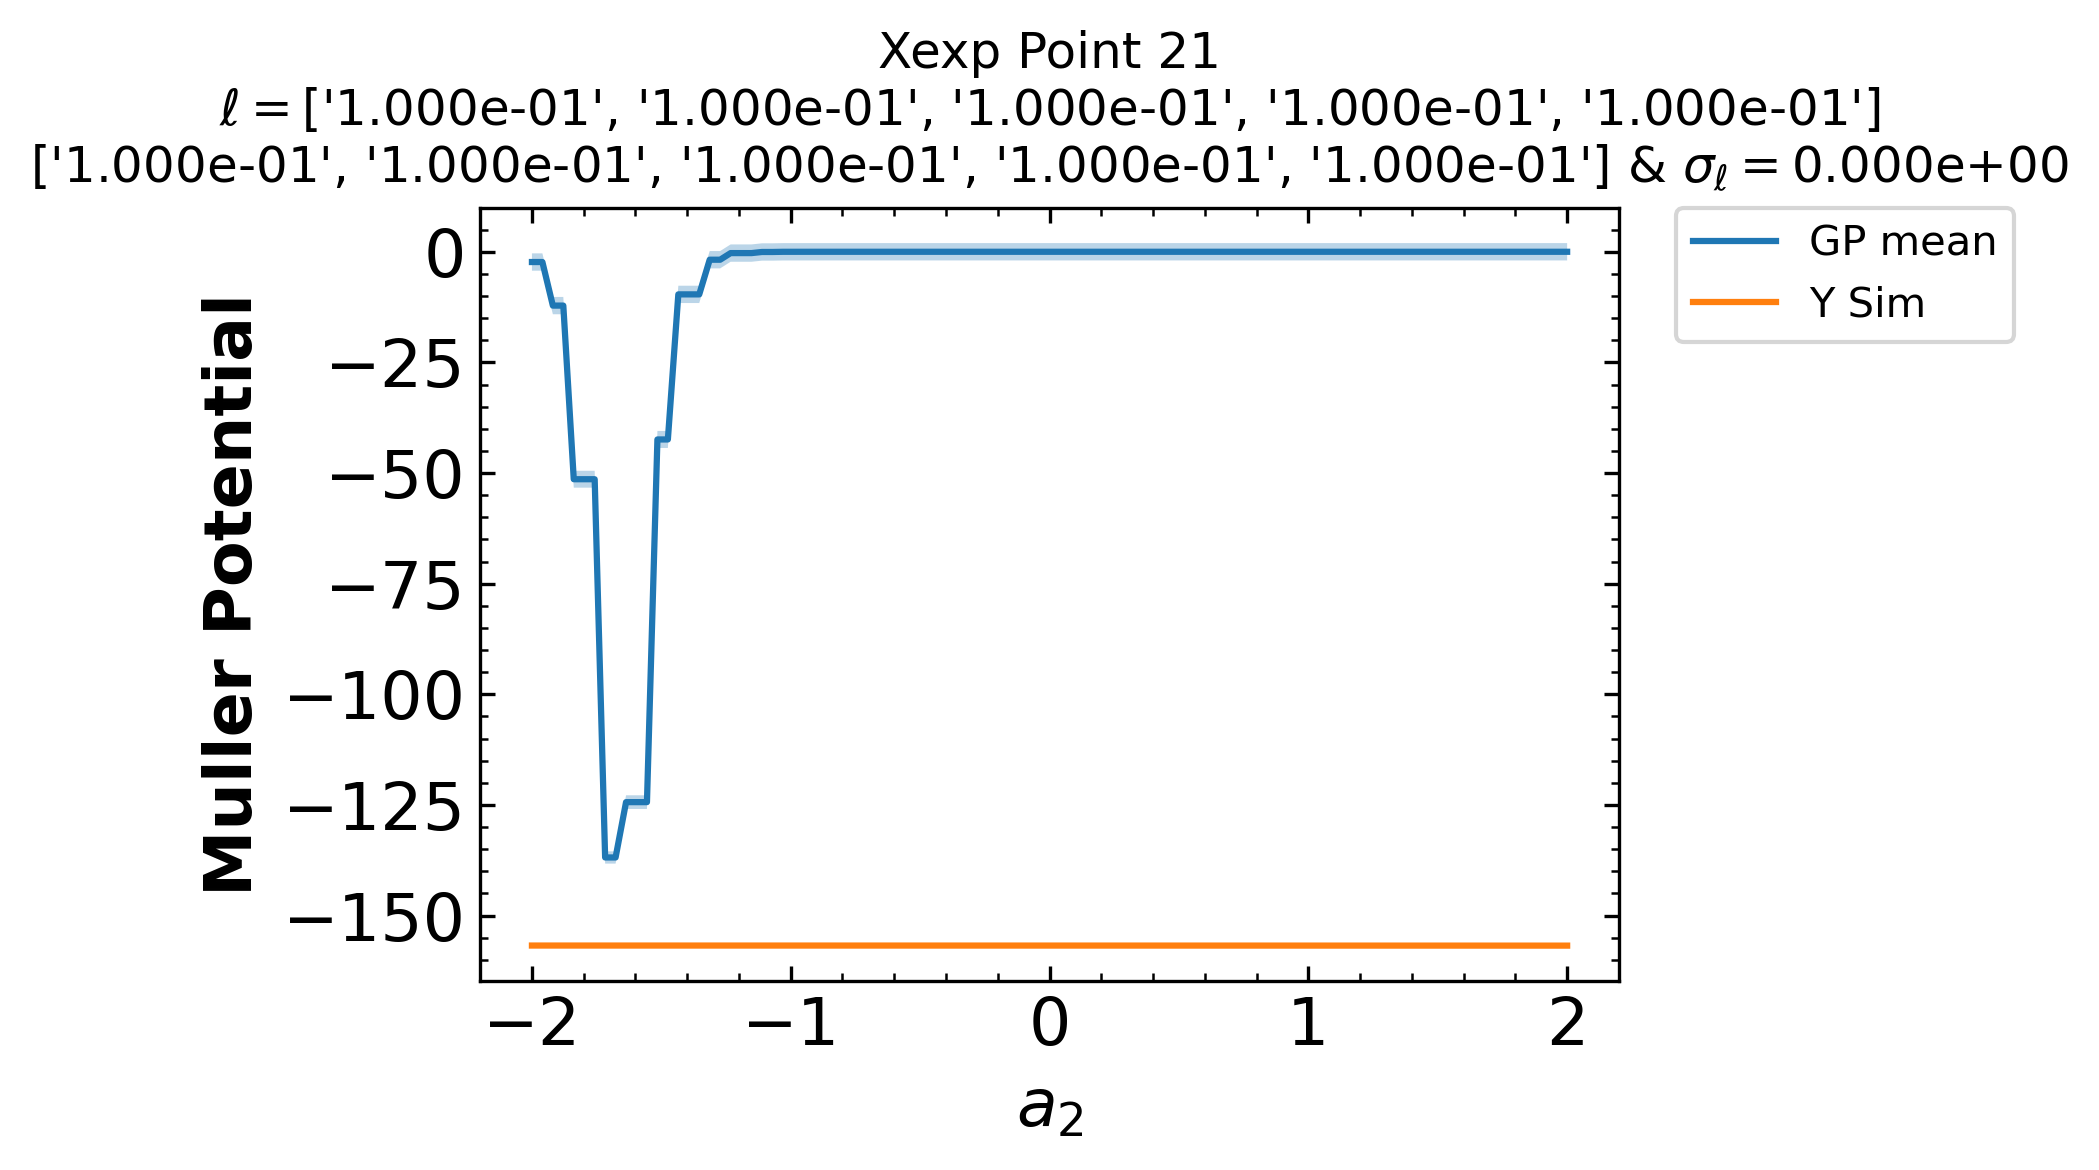 Xexp Point 21
ℓ = ['1.000e-01', '1.000e-01', '1.000e-01', '1.000e-01', '1.000e-01']
['1.000e-01', '1.000e-01', '1.000e-01', '1.000e-01', '1.000e-01'] & σℓ = 0.000e+00
GP mean
Y Sim
Muller Potential
0
−25
−50
−75
−100
−125
−150
−2
−1
0
1
2
a₂